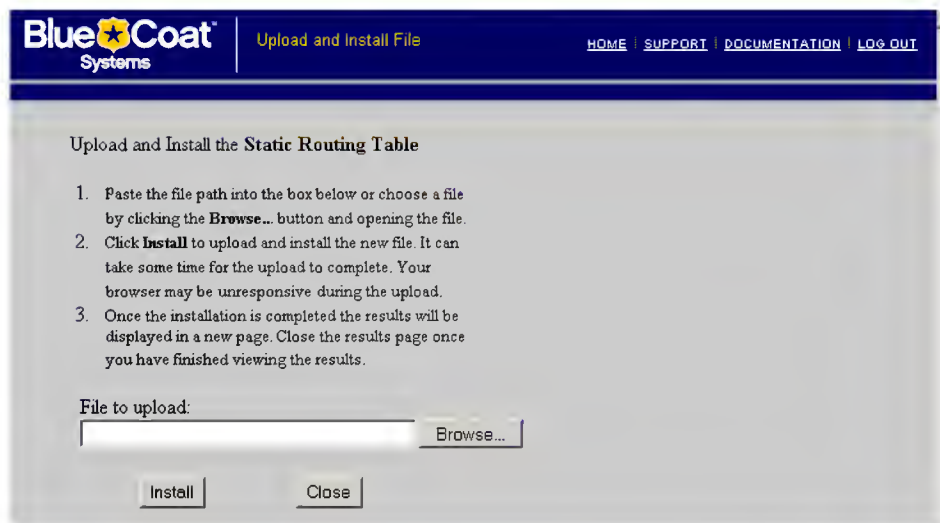 Blue Coat™
Systems
Upload and Install File
HOME | SUPPORT | DOCUMENTATION | LOG OUT
Upload and Install the Static Routing Table
1. Paste the file path into the box below or choose a file
by clicking the Browse... button and opening the file.
2. Click Install to upload and install the new file. It can
take some time for the upload to complete. Your
browser may be unresponsive during the upload.
3. Once the installation is completed the results will be
displayed in a new page. Close the results page once
you have finished viewing the results.
File to upload:
Browse...
Install Close